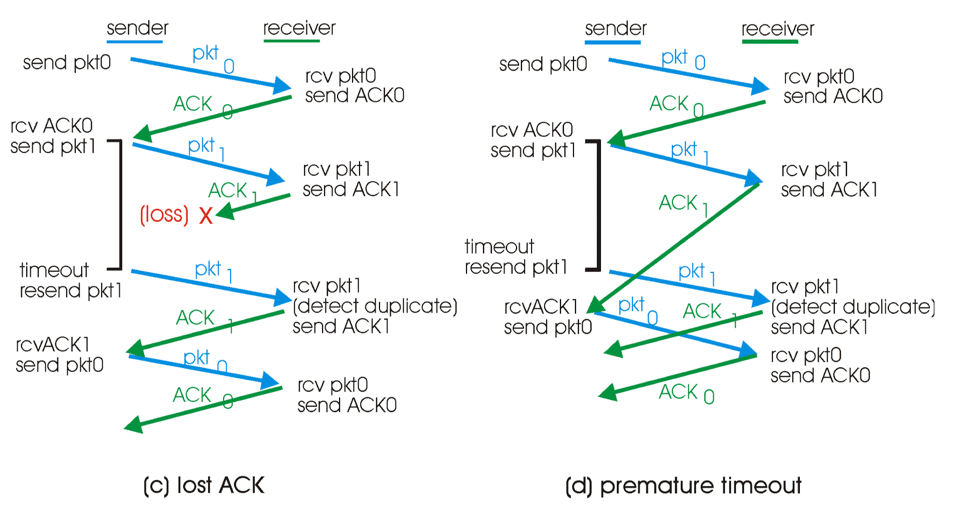 sender receiver
send pkt0
pkt 0
rcv pkt0
send ACK0
ACK 0
rcv ACK0
send pkt1
pkt 1
rcv pkt1
send ACK1
ACK 1
(loss) X
timeout
resend pkt1
pkt 1
rcv pkt1
(detect duplicate)
send ACK1
ACK 1
rcvACK1
send pkt0
pkt 0
rcv pkt0
send ACK0
ACK 0
(c) lost ACK
sender receiver
send pkt0
pkt 0
rcv pkt0
send ACK0
ACK 0
rcv ACK0
send pkt1
pkt 1
rcv pkt1
send ACK1
ACK 1
timeout
resend pkt1
pkt 1
rcv pkt1
(detect duplicate)
send ACK1
rcvACK1
send pkt0
pkt 0
ACK 1
rcv pkt0
send ACK0
ACK 0
(d) premature timeout